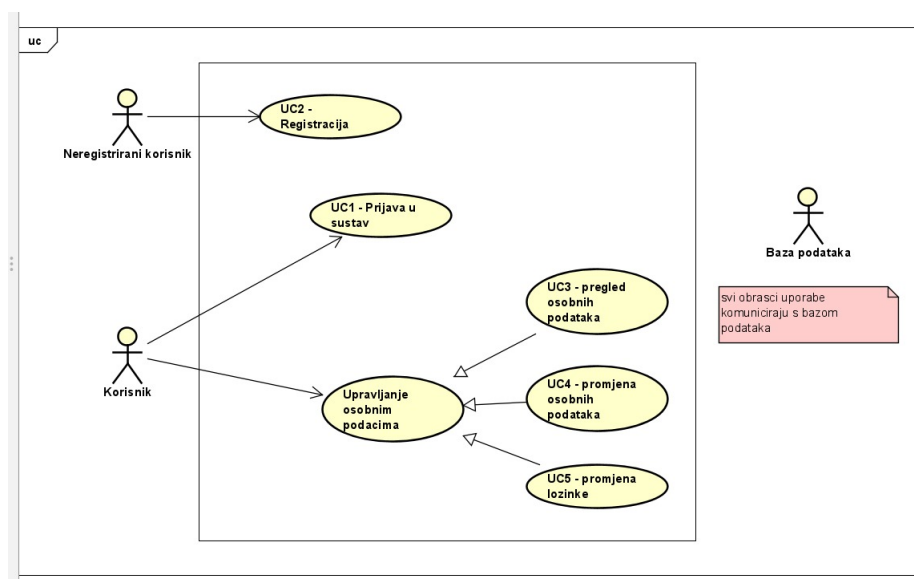 uc
UC2 -
Registracija
Neregistrirani korisnik
UC1 - Prijava u
sustav
Baza podataka
UC3 - pregled
osobnih
podataka
svi obrasci uporabe
komuniciraju s bazom
podataka
Korisnik
Upravljanje
osobnim
podacima
UC4 - promjena
osobnih
podataka
UC5 - promjena
lozinke